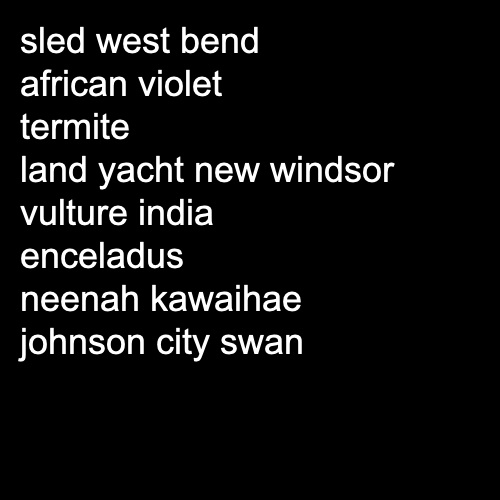 sled west bend
african violet
termite
land yacht new windsor
vulture india
enceladus
neenah kawaihae
johnson city swan